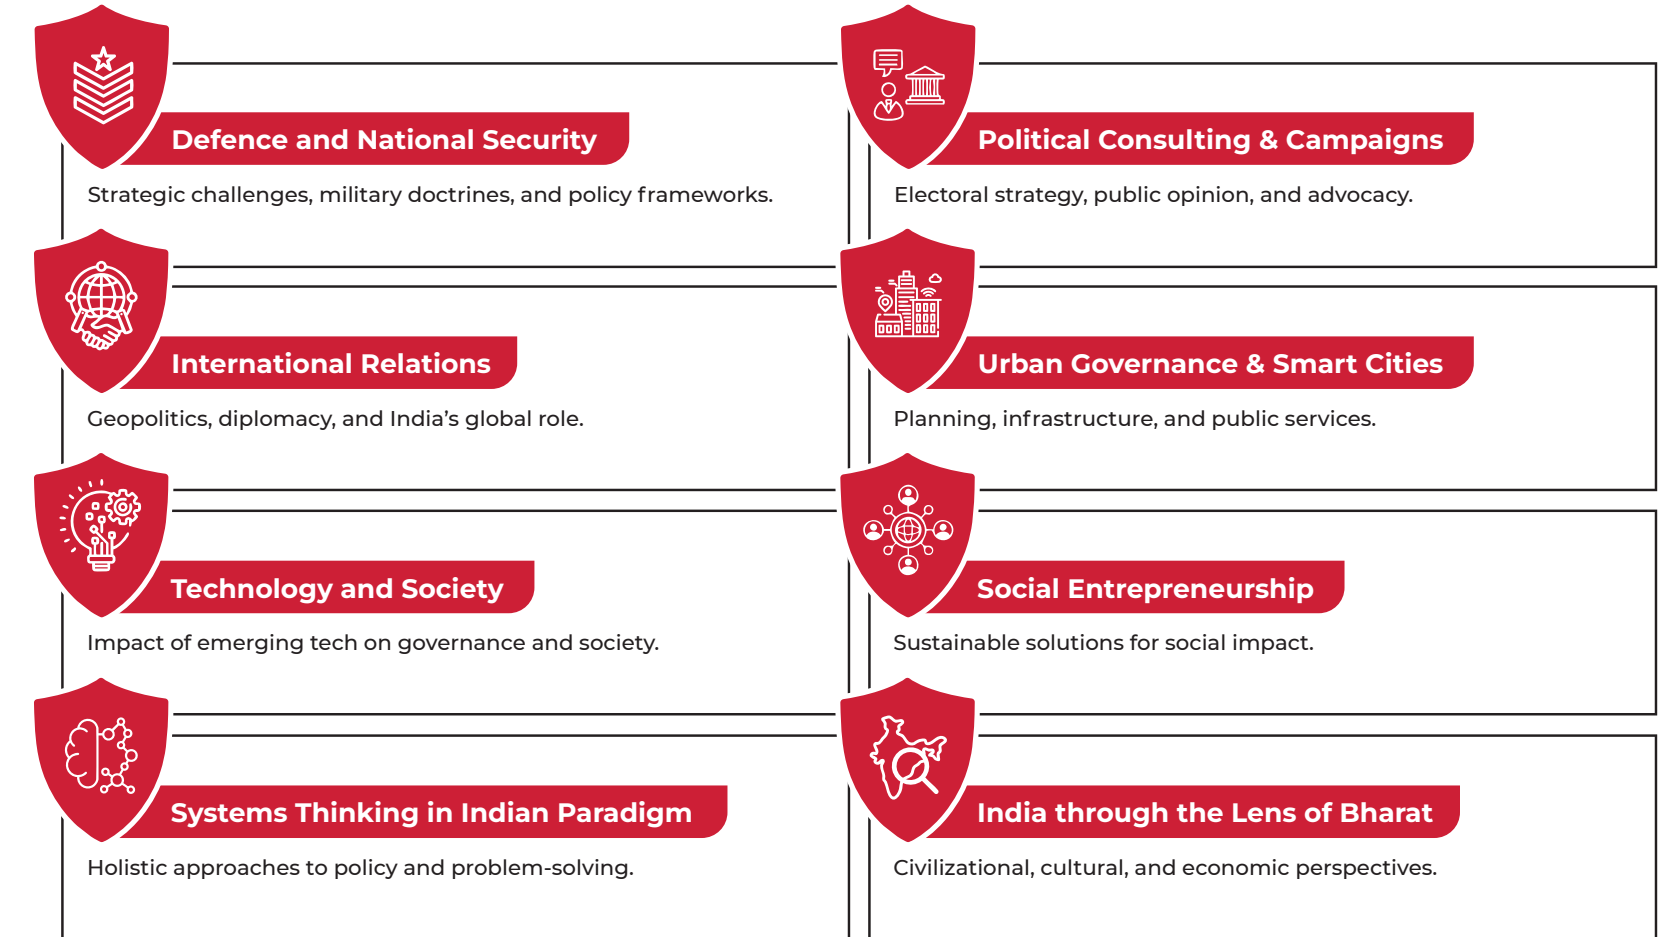 Defence and National Security
Strategic challenges, military doctrines, and policy frameworks.
Political Consulting & Campaigns
Electoral strategy, public opinion, and advocacy.
International Relations
Geopolitics, diplomacy, and India’s global role.
Urban Governance & Smart Cities
Planning, infrastructure, and public services.
Technology and Society
Impact of emerging tech on governance and society.
Social Entrepreneurship
Sustainable solutions for social impact.
Systems Thinking in Indian Paradigm
Holistic approaches to policy and problem-solving.
India through the Lens of Bharat
Civilizational, cultural, and economic perspectives.